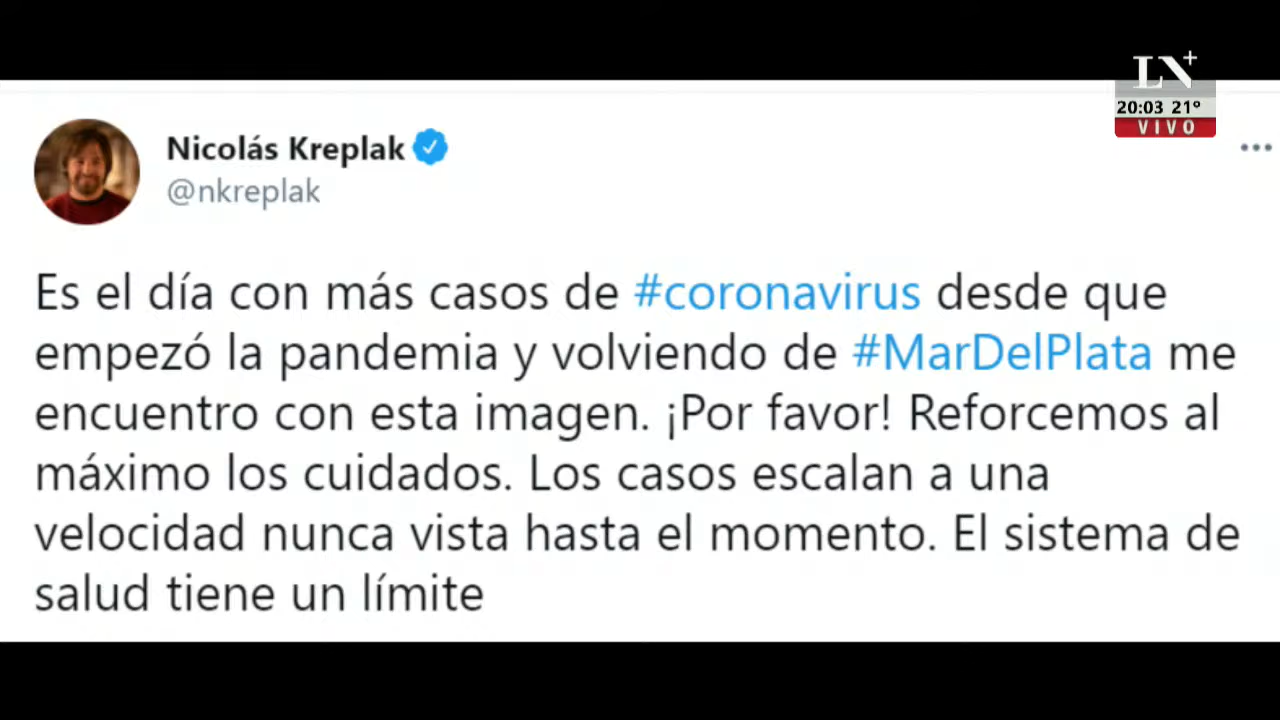 LN+
20:03 21º
VIVO
Nicolás Kreplak
@nkreplak
Es el día con más casos de #coronavirus desde que
empezó la pandemia y volviendo de #MarDelPlata me
encuentro con esta imagen. ¡Por favor! Reforcemos al
máximo los cuidados. Los casos escalan a una
velocidad nunca vista hasta el momento. El sistema de
salud tiene un límite